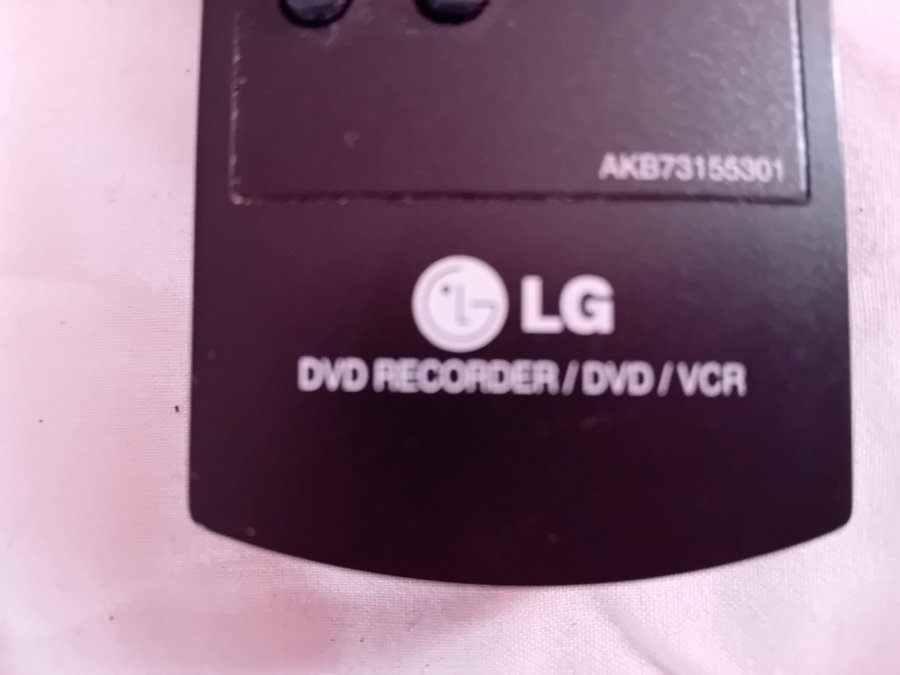 AKB73155301
LG
DVD RECORDER / DVD / VCR